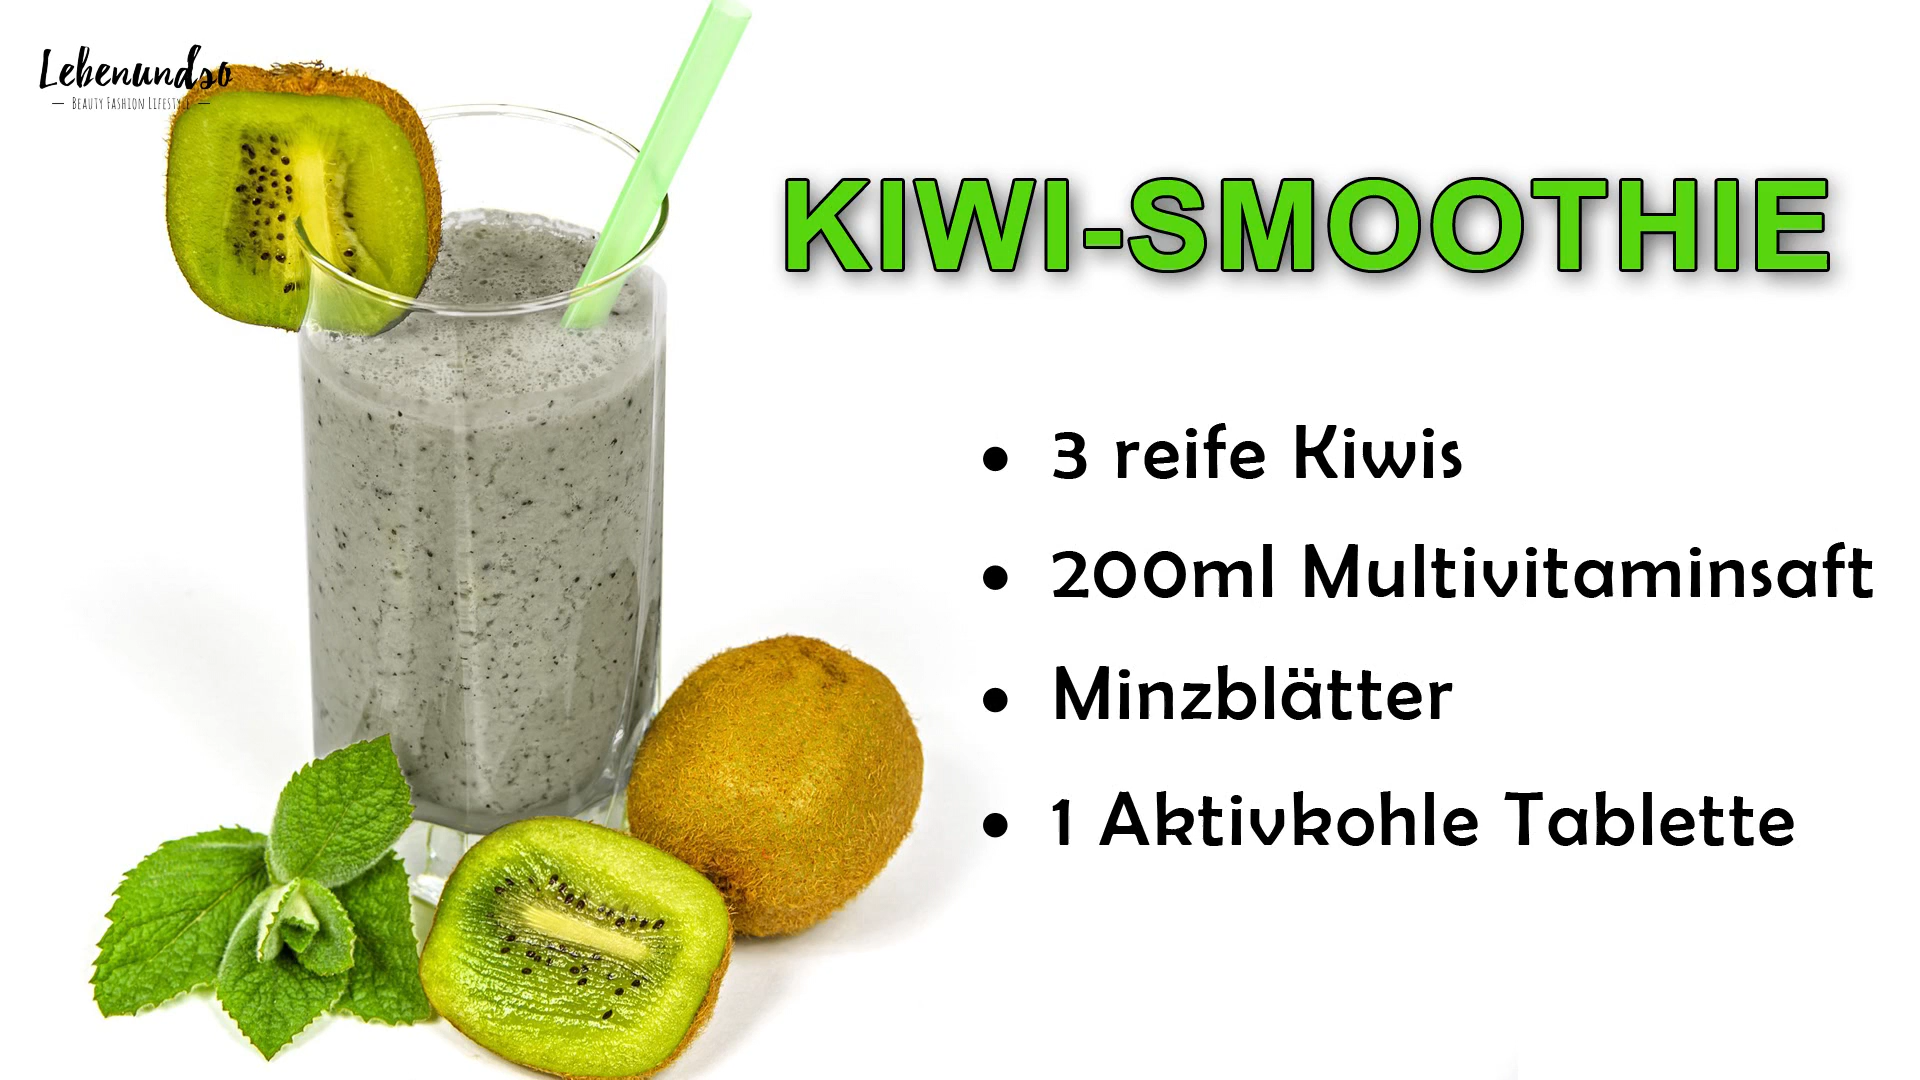 Lebenundso
— Beauty Fashion Lifestyle —
KIWI-SMOOTHIE
• 3 reife Kiwis
• 200ml Multivitaminsaft
• Minzblätter
• 1 Aktivkohle Tablette